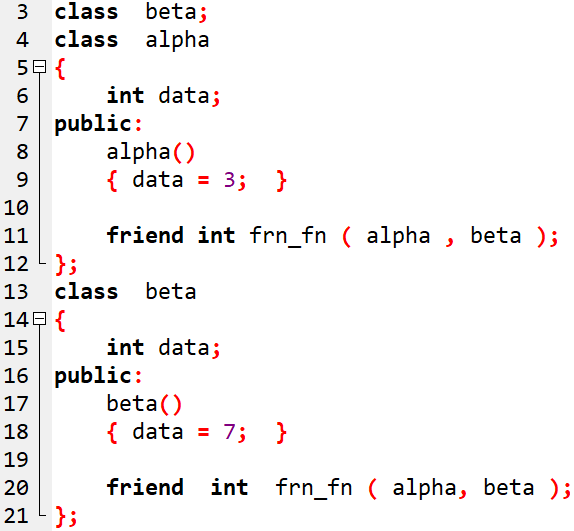 3 class  beta;
4 class  alpha
5 {
6     int data;
7 public:
8     alpha()
9     { data = 3;  }
10
11     friend int frn_fn ( alpha , beta );
12 };
13 class  beta
14 {
15     int data;
16 public:
17     beta()
18     { data = 7;  }
19
20     friend  int  frn_fn ( alpha, beta );
21 };